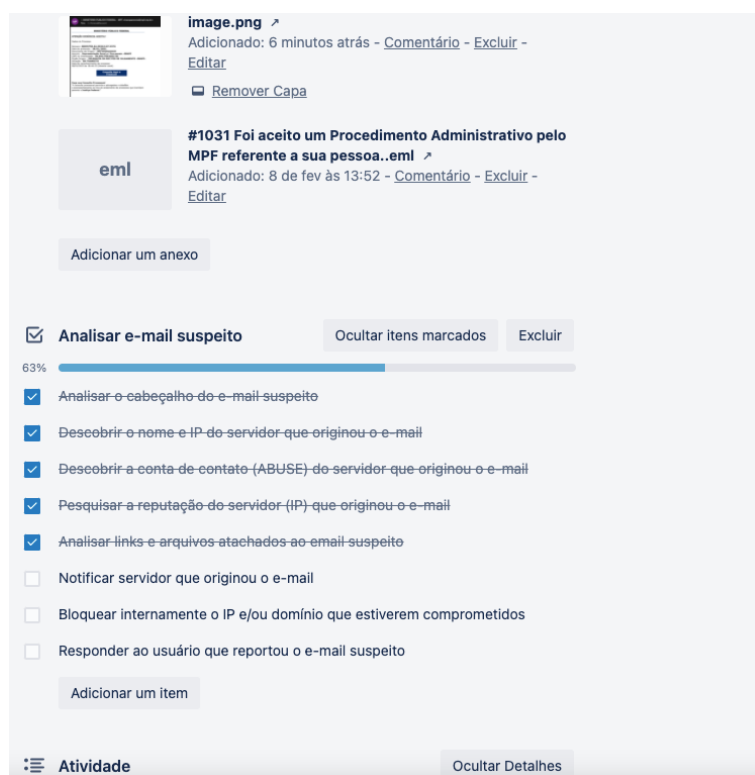 image.png ↗
Adicionado: 6 minutos atrás - Comentário - Excluir -
Editar
Remover Capa
#1031 Foi aceito um Procedimento Administrativo pelo
MPF referente a sua pessoa..eml ↗
eml
Adicionado: 8 de fev às 13:52 - Comentário - Excluir -
Editar
Adicionar um anexo
Analisar e-mail suspeito
Ocultar itens marcados
Excluir
63%
Analisar o cabeçalho do e-mail suspeito
Descobrir o nome e IP do servidor que originou o e-mail
Descobrir a conta de contato (ABUSE) do servidor que originou o e-mail
Pesquisar a reputação do servidor (IP) que originou o e-mail
Analisar links e arquivos atachados ao email suspeito
Notificar servidor que originou o e-mail
Bloquear internamente o IP e/ou domínio que estiverem comprometidos
Responder ao usuário que reportou o e-mail suspeito
Adicionar um item
Atividade
Ocultar Detalhes